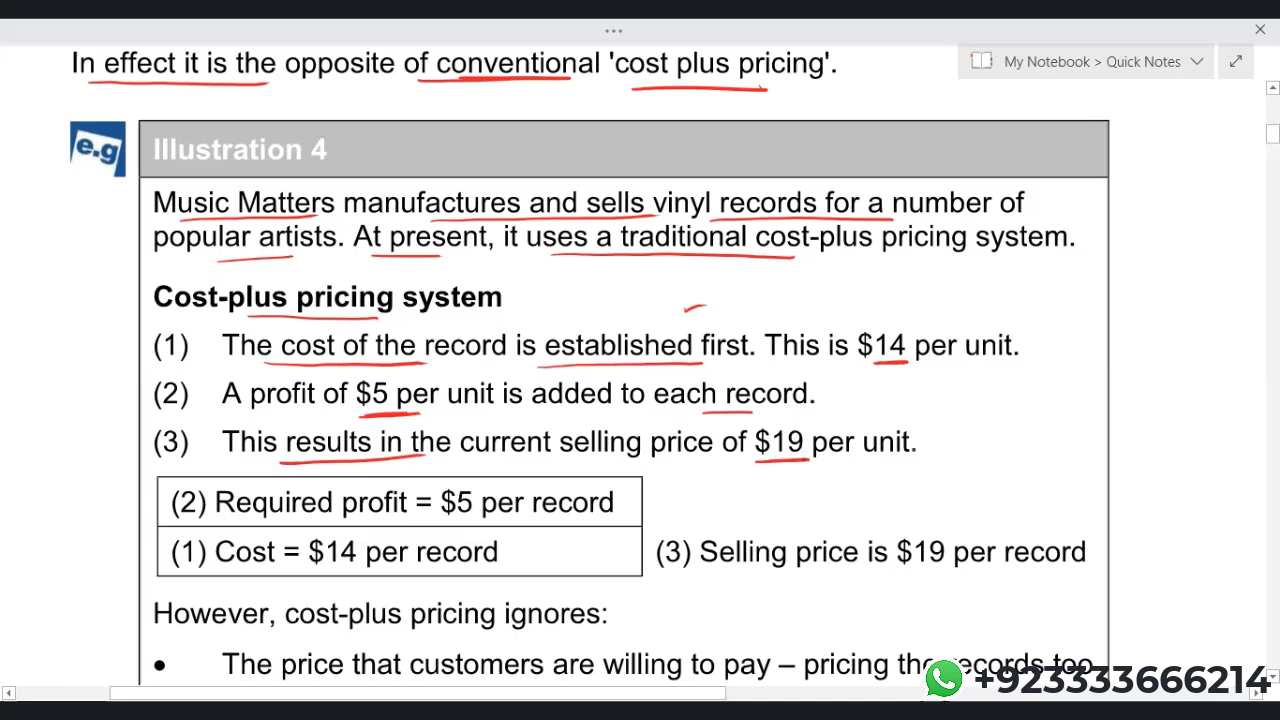 In effect it is the opposite of conventional 'cost plus pricing'.
My Notebook > Quick Notes
e.g
Illustration 4
Music Matters manufactures and sells vinyl records for a number of
popular artists. At present, it uses a traditional cost-plus pricing system.
Cost-plus pricing system
(1) The cost of the record is established first. This is $14 per unit.
(2) A profit of $5 per unit is added to each record.
(3) This results in the current selling price of $19 per unit.
(2) Required profit = $5 per record
(1) Cost = $14 per record (3) Selling price is $19 per record
However, cost-plus pricing ignores:
• The price that customers are willing to pay – pricing the records too
+923333666214